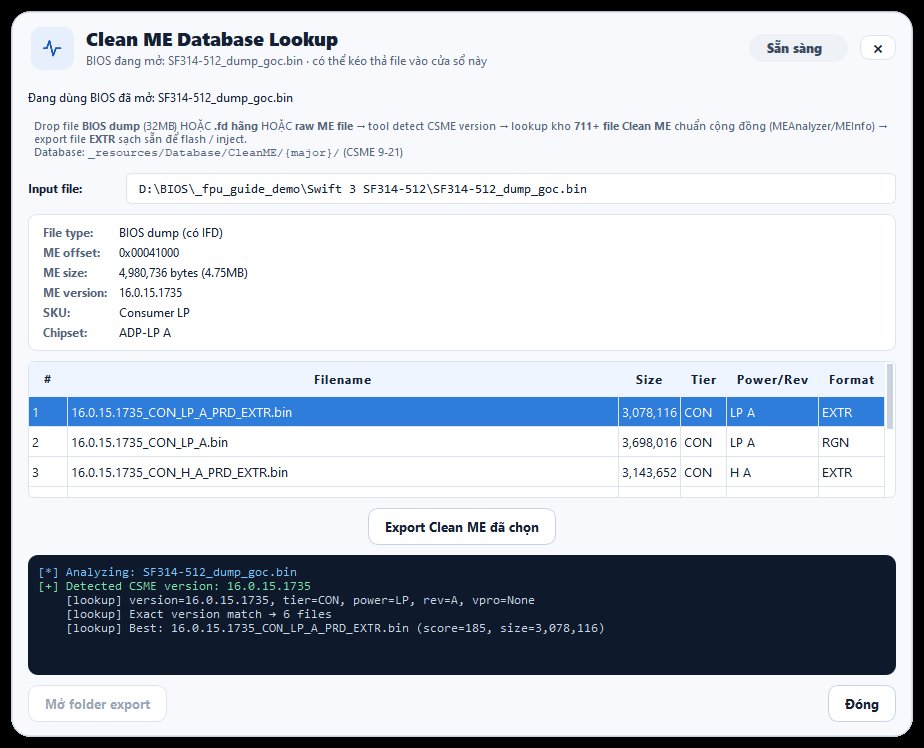 Clean ME Database Lookup
BIOS đang mở: SF314-512_dump_goc.bin · có thể kéo thả file vào cửa sổ này
Sẵn sàng
×
Đang dùng BIOS đã mở: SF314-512_dump_goc.bin
Drop file BIOS dump (32MB) HOẶC .fd hãng HOẶC raw ME file → tool detect CSME version → lookup kho 711+ file Clean ME chuẩn cộng đồng (MEAnalyzer/MEInfo) →
export file EXTR sạch sẵn để flash / inject.
Database: _resources/Database/CleanME/{major}/ (CSME 9-21)
Input file: D:\BIOS\_fpu_guide_demo\Swift 3 SF314-512\SF314-512_dump_goc.bin
File type: BIOS dump (có IFD)
ME offset: 0x00041000
ME size: 4,980,736 bytes (4.75MB)
ME version: 16.0.15.1735
SKU: Consumer LP
Chipset: ADP-LP A
# Filename Size Tier Power/Rev Format
1 16.0.15.1735_CON_LP_A_PRD_EXTR.bin 3,078,116 CON LP A EXTR
2 16.0.15.1735_CON_LP_A.bin 3,698,016 CON LP A RGN
3 16.0.15.1735_CON_H_A_PRD_EXTR.bin 3,143,652 CON H A EXTR
Export Clean ME đã chọn
[*] Analyzing: SF314-512_dump_goc.bin
[+] Detected CSME version: 16.0.15.1735
[lookup] version=16.0.15.1735, tier=CON, power=LP, rev=A, vpro=None
[lookup] Exact version match → 6 files
[lookup] Best: 16.0.15.1735_CON_LP_A_PRD_EXTR.bin (score=185, size=3,078,116)
Mở folder export
Đóng